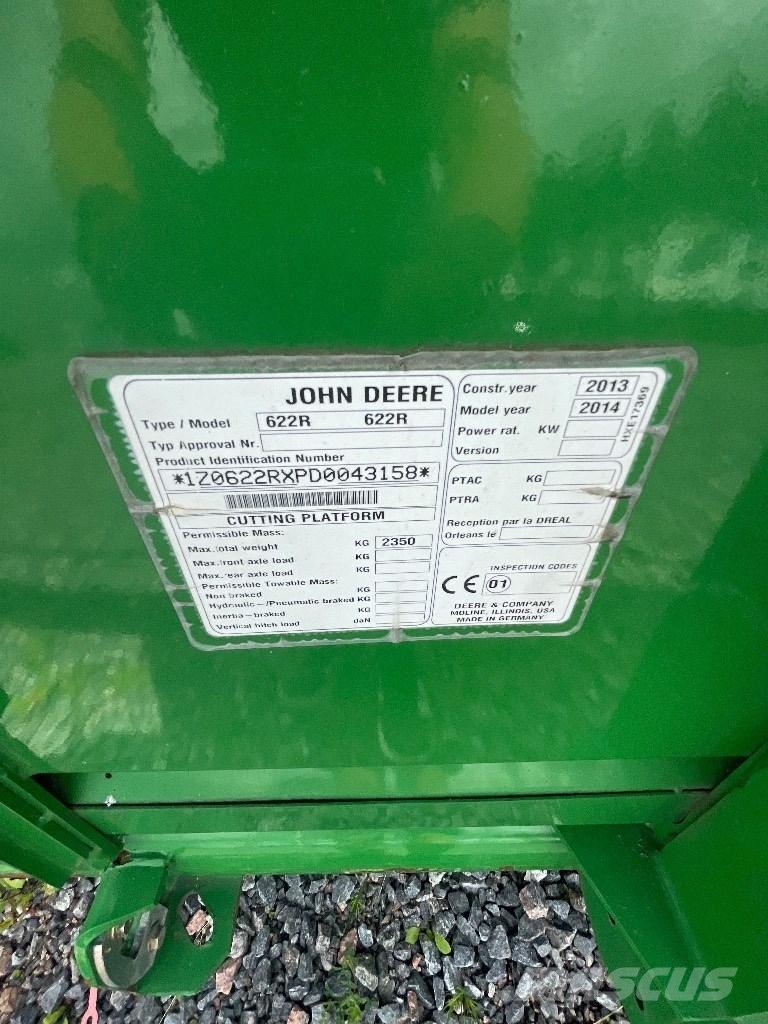 JOHN DEERE
Type / Model 622R 622R
Typ Approval Nr.
Product Identification Number
*1Z0622RXPD0043158*
CUTTING PLATFORM
Permissible Mass:
Max.total weight KG 2350
Max.front axle load KG
Max.rear axle load KG
Permissible Towable Mass:
Non braked KG
Hydraulic-/Pneumatic braked KG
Inertia-braked KG
Vertical hitch load daN
Constr.year 2013
Model year 2014
Power rat. KW
Version
HXE17369
PTAC KG
PTRA KG
Reception par la DREAL
Orleans le
INSPECTION CODES
CE 01
DEERE & COMPANY
MOLINE, ILLINOIS, USA
MADE IN GERMANY
MASCUS